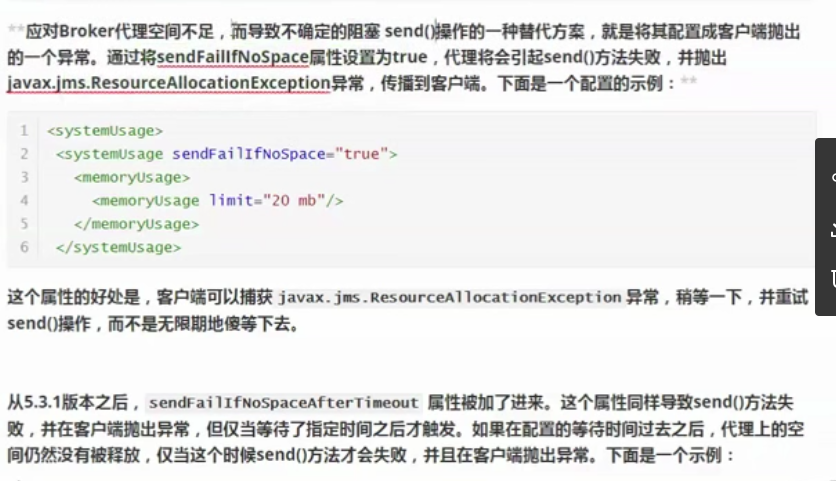 **应对Broker代理空间不足，而导致不确定的阻塞 send()操作的一种替代方案，就是将其配置成客户端抛出
的一个异常。通过将sendFailIfNoSpace属性设置为true，代理将会引起send()方法失败，并抛出
javax.jms.ResourceAllocationException异常，传播到客户端。下面是一个配置的示例：**
1 <systemUsage>
2 <systemUsage sendFailIfNoSpace="true">
3 <memoryUsage>
4 <memoryUsage limit="20 mb"/>
5 </memoryUsage>
6 </systemUsage>
这个属性的好处是，客户端可以捕获 javax.jms.ResourceAllocationException 异常，稍等一下，并重试
send()操作，而不是无限期地傻等下去。
从5.3.1版本之后，sendFailIfNoSpaceAfterTimeout 属性被加了进来。这个属性同样导致send()方法失
败，并在客户端抛出异常，但仅当等待了指定时间之后才触发。如果在配置的等待时间过去之后，代理上的空
间仍然没有被释放，仅当这个时候send()方法才会失败，并且在客户端抛出异常。下面是一个示例：